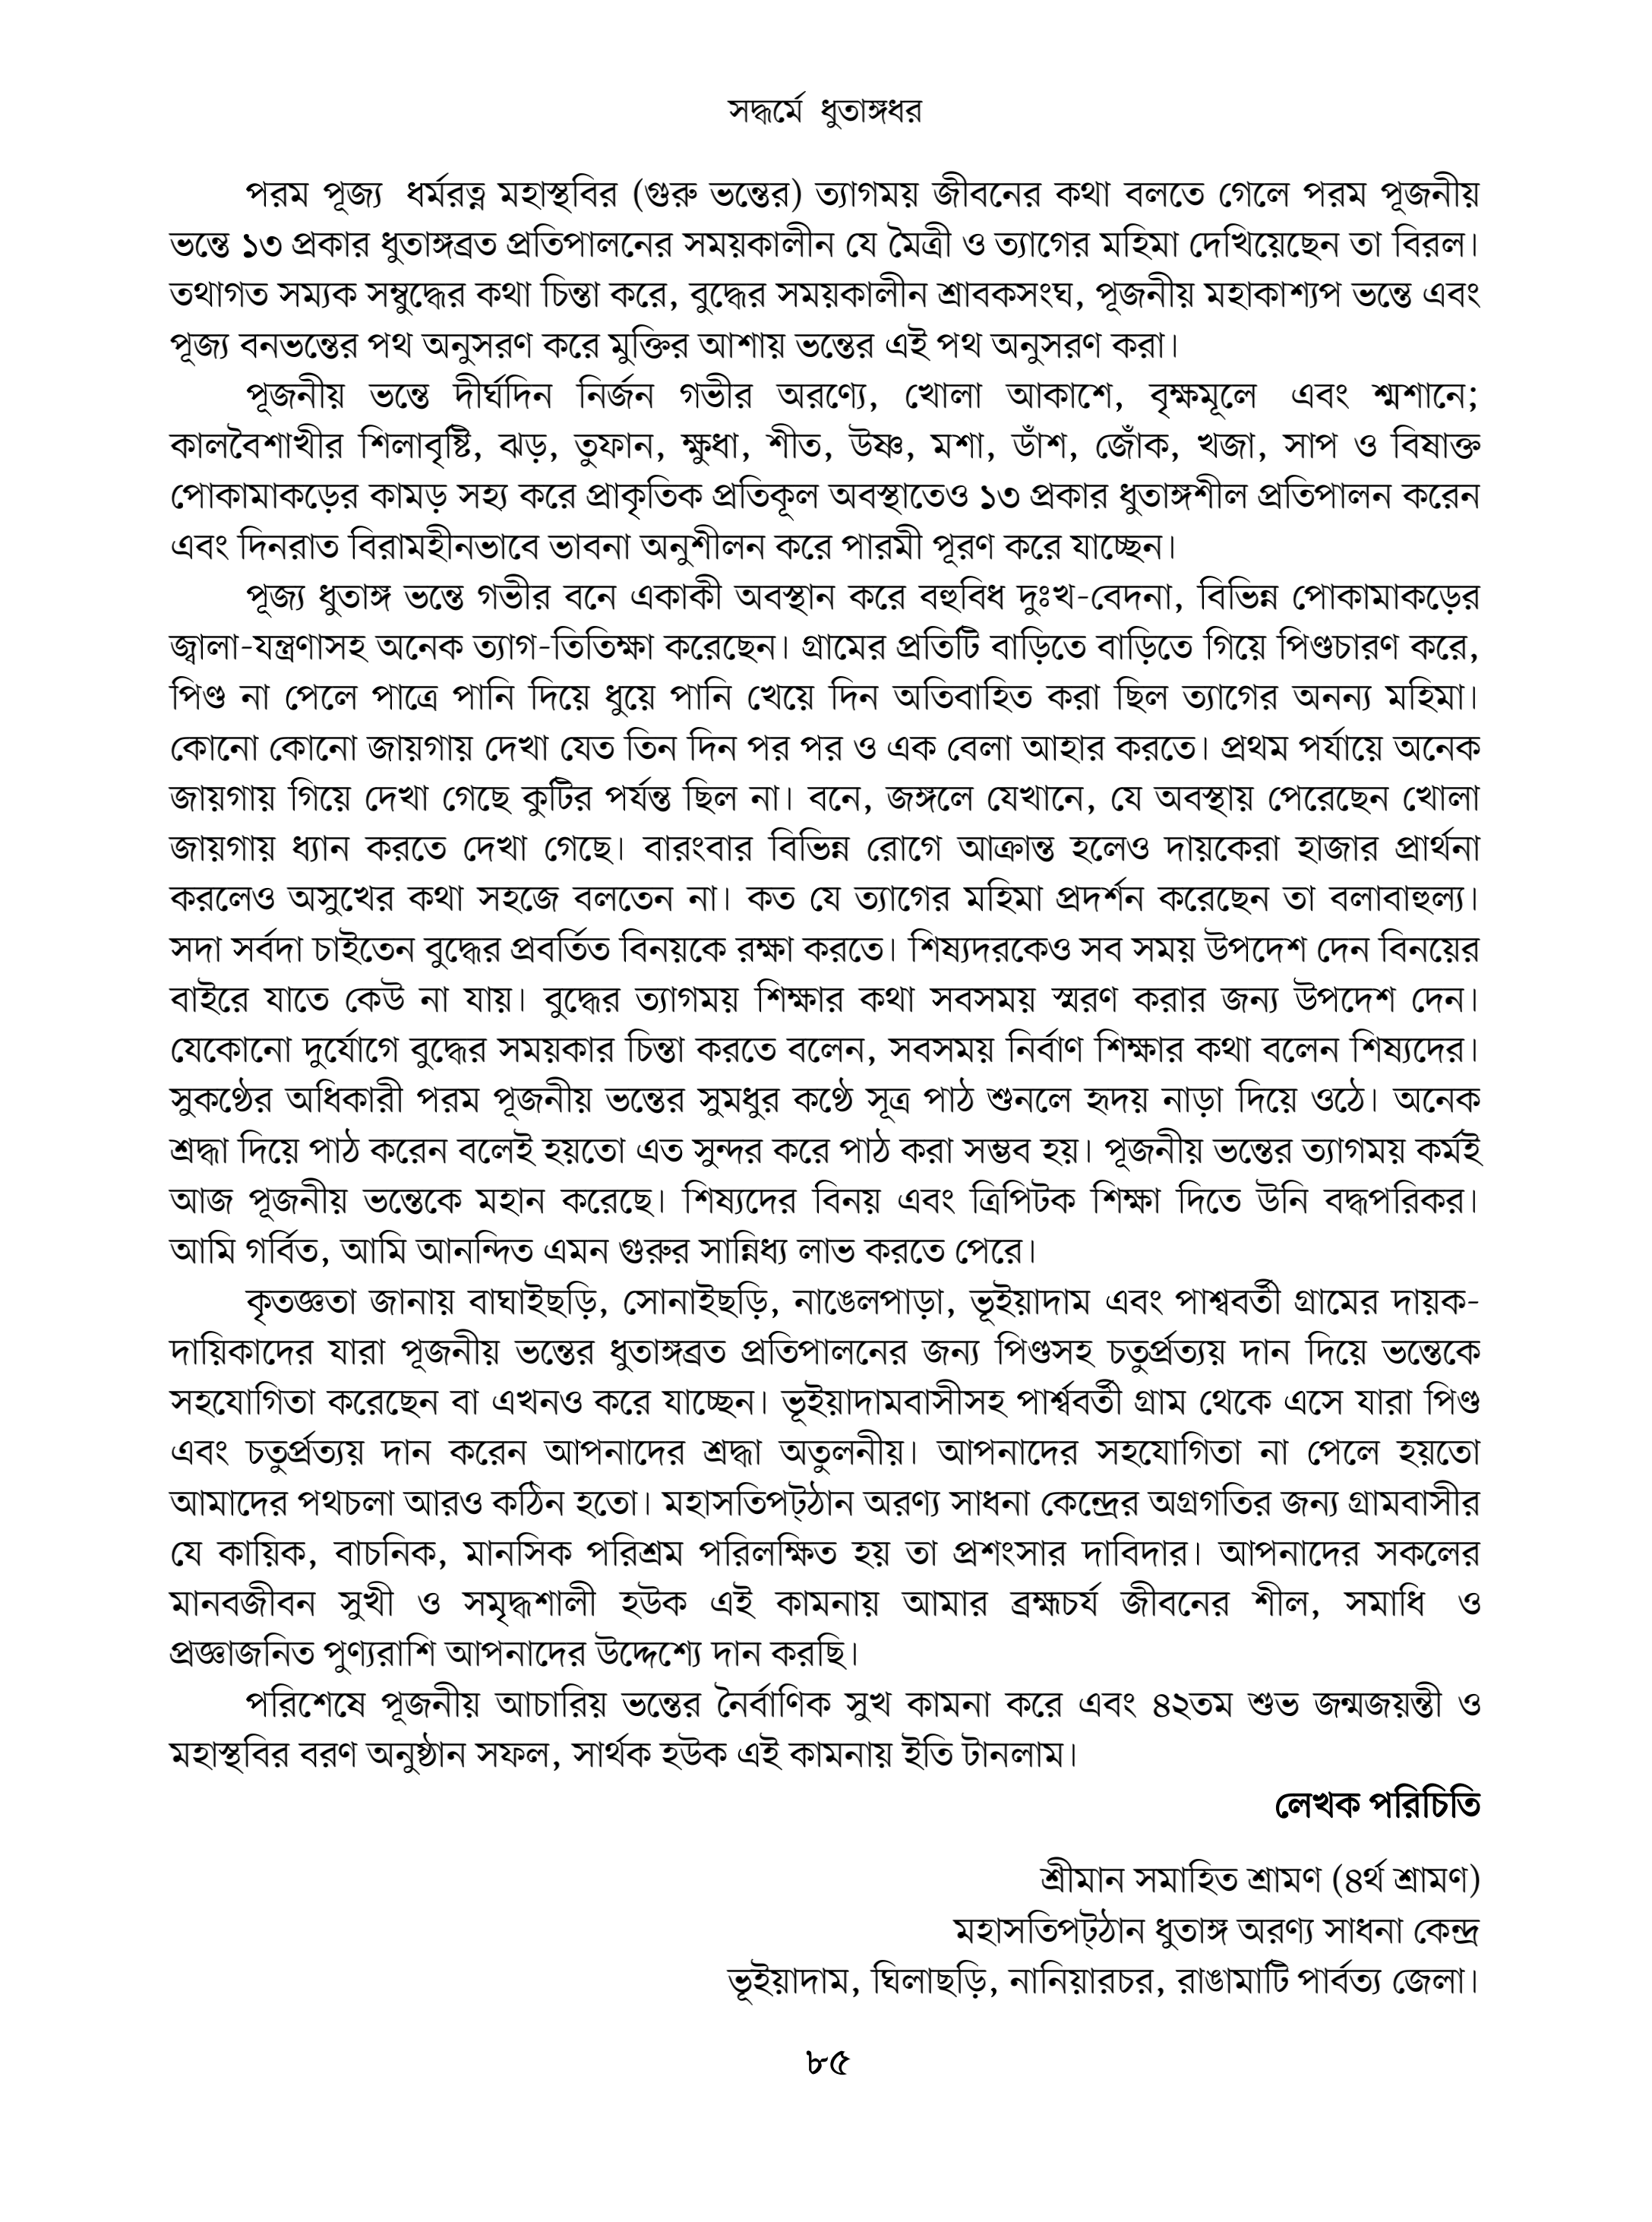 সদ্ধর্মে ধুতাঙ্গধর
পরম পূজ্য ধর্মরত্ন মহাস্থবির (গুরু ভন্তের) ত্যাগময় জীবনের কথা বলতে গেলে পরম পূজনীয়
ভন্তে ১৩ প্রকার ধুতাঙ্গব্রত প্রতিপালনের সময়কালীন যে মৈত্রী ও ত্যাগের মহিমা দেখিয়েছেন তা বিরল।
তথাগত সম্যক সম্বুদ্ধের কথা চিন্তা করে, বুদ্ধের সময়কালীন শ্রাবকসংঘ, পূজনীয় মহাকাশ্যপ ভন্তে এবং
পূজ্য বনভন্তের পথ অনুসরণ করে মুক্তির আশায় ভন্তের এই পথ অনুসরণ করা।
পূজনীয় ভন্তে দীর্ঘদিন নির্জন গভীর অরণ্যে, খোলা আকাশে, বৃক্ষমূলে এবং শ্মশানে;
কালবৈশাখীর শিলাবৃষ্টি, ঝড়, তুফান, ক্ষুধা, শীত, উষ্ণ, মশা, ডাঁশ, জোঁক, খজা, সাপ ও বিষাক্ত
পোকামাকড়ের কামড় সহ্য করে প্রাকৃতিক প্রতিকূল অবস্থাতেও ১৩ প্রকার ধুতাঙ্গশীল প্রতিপালন করেন
এবং দিনরাত বিরামহীনভাবে ভাবনা অনুশীলন করে পারমী পূরণ করে যাচ্ছেন।
পূজ্য ধুতাঙ্গ ভন্তে গভীর বনে একাকী অবস্থান করে বহুবিধ দুঃখ-বেদনা, বিভিন্ন পোকামাকড়ের
জ্বালা-যন্ত্রণাসহ অনেক ত্যাগ-তিতিক্ষা করেছেন। গ্রামের প্রতিটি বাড়িতে বাড়িতে গিয়ে পিণ্ডচারণ করে,
পিণ্ড না পেলে পাত্রে পানি দিয়ে ধুয়ে পানি খেয়ে দিন অতিবাহিত করা ছিল ত্যাগের অনন্য মহিমা।
কোনো কোনো জায়গায় দেখা যেত তিন দিন পর পর ও এক বেলা আহার করতে। প্রথম পর্যায়ে অনেক
জায়গায় গিয়ে দেখা গেছে কুটির পর্যন্ত ছিল না। বনে, জঙ্গলে যেখানে, যে অবস্থায় পেরেছেন খোলা
জায়গায় ধ্যান করতে দেখা গেছে। বারংবার বিভিন্ন রোগে আক্রান্ত হলেও দায়কেরা হাজার প্রার্থনা
করলেও অসুখের কথা সহজে বলতেন না। কত যে ত্যাগের মহিমা প্রদর্শন করেছেন তা বলাবাহুল্য।
সদা সর্বদা চাইতেন বুদ্ধের প্রবর্তিত বিনয়কে রক্ষা করতে। শিষ্যদরকেও সব সময় উপদেশ দেন বিনয়ের
বাইরে যাতে কেউ না যায়। বুদ্ধের ত্যাগময় শিক্ষার কথা সবসময় স্মরণ করার জন্য উপদেশ দেন।
যেকোনো দুর্যোগে বুদ্ধের সময়কার চিন্তা করতে বলেন, সবসময় নির্বাণ শিক্ষার কথা বলেন শিষ্যদের।
সুকণ্ঠের অধিকারী পরম পূজনীয় ভন্তের সুমধুর কণ্ঠে সূত্র পাঠ শুনলে হৃদয় নাড়া দিয়ে ওঠে। অনেক
শ্রদ্ধা দিয়ে পাঠ করেন বলেই হয়তো এত সুন্দর করে পাঠ করা সম্ভব হয়। পূজনীয় ভন্তের ত্যাগময় কর্মই
আজ পূজনীয় ভন্তেকে মহান করেছে। শিষ্যদের বিনয় এবং ত্রিপিটক শিক্ষা দিতে উনি বদ্ধপরিকর।
আমি গর্বিত, আমি আনন্দিত এমন গুরুর সান্নিধ্য লাভ করতে পেরে।
কৃতজ্ঞতা জানায় বাঘাইছড়ি, সোনাইছড়ি, নাঙেলপাড়া, ভূইয়াদাম এবং পাশ্ববর্তী গ্রামের দায়ক-
দায়িকাদের যারা পূজনীয় ভন্তের ধুতাঙ্গব্রত প্রতিপালনের জন্য পিণ্ডসহ চতুর্প্রত্যয় দান দিয়ে ভন্তেকে
সহযোগিতা করেছেন বা এখনও করে যাচ্ছেন। ভূইয়াদামবাসীসহ পার্শ্ববর্তী গ্রাম থেকে এসে যারা পিণ্ড
এবং চতুর্প্রত্যয় দান করেন আপনাদের শ্রদ্ধা অতুলনীয়। আপনাদের সহযোগিতা না পেলে হয়তো
আমাদের পথচলা আরও কঠিন হতো। মহাসতিপট্‌ঠান অরণ্য সাধনা কেন্দ্রের অগ্রগতির জন্য গ্রামবাসীর
যে কায়িক, বাচনিক, মানসিক পরিশ্রম পরিলক্ষিত হয় তা প্রশংসার দাবিদার। আপনাদের সকলের
মানবজীবন সুখী ও সমৃদ্ধশালী হউক এই কামনায় আমার ব্রহ্মচর্য জীবনের শীল, সমাধি ও
প্রজ্ঞাজনিত পুণ্যরাশি আপনাদের উদ্দেশ্যে দান করছি।
পরিশেষে পূজনীয় আচারিয় ভন্তের নৈর্বাণিক সুখ কামনা করে এবং ৪২তম শুভ জন্মজয়ন্তী ও
মহাস্থবির বরণ অনুষ্ঠান সফল, সার্থক হউক এই কামনায় ইতি টানলাম।
লেখক পরিচিতি
শ্রীমান সমাহিত শ্রামণ (৪র্থ শ্রামণ)
মহাসতিপট্‌ঠান ধুতাঙ্গ অরণ্য সাধনা কেন্দ্র
ভূইয়াদাম, ঘিলাছড়ি, নানিয়ারচর, রাঙামাটি পার্বত্য জেলা।
৮৫